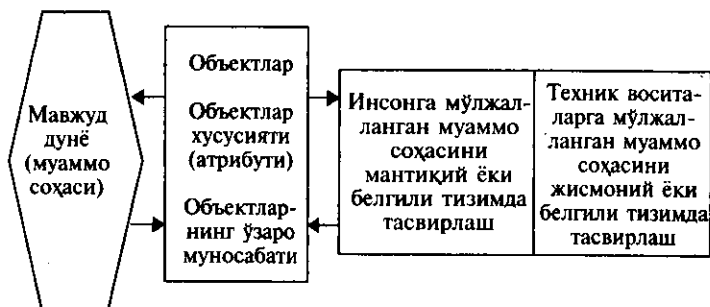 Мавжуд
дунё
(муаммо
соҳаси)
Объектлар
Объектлар
хусусияти
(атрибути)
Объектлар-
нинг ўзаро
муносабати
Инсонга мўлжал-
ланган муаммо
соҳасини
мантиқий ёки
белгили тизимда
тасвирлаш
Техник восита-
ларга мўлжал-
ланган муаммо
соҳасини
жисмоний ёки
белгили тизимда
тасвирлаш